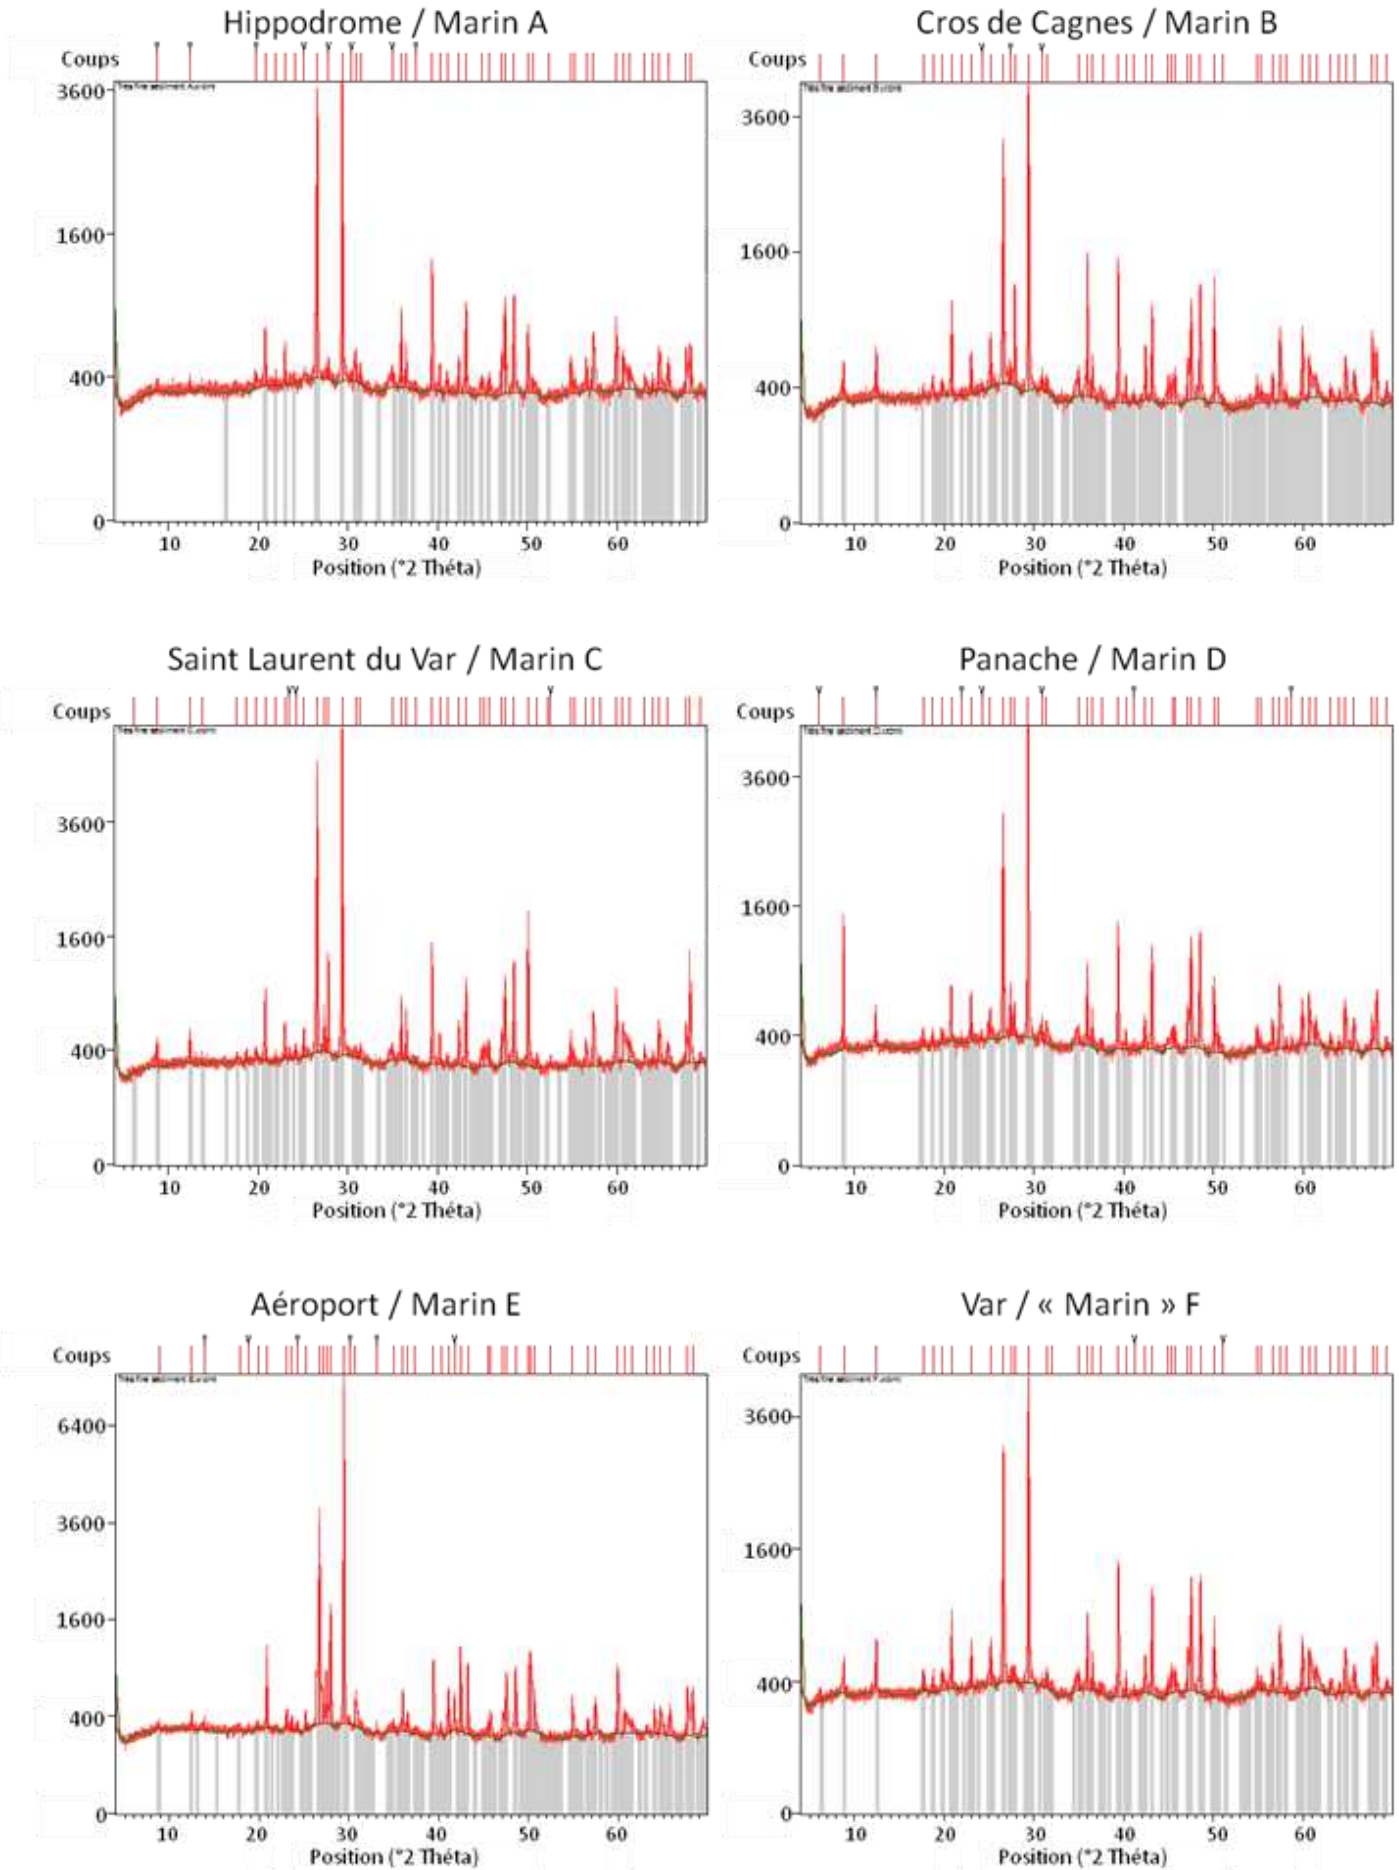 Hippodrome / Marin A
Coups
3600
1600
400
0
10 20 30 40 50 60
Position (°2 Théta)
Cros de Cagnes / Marin B
Coups
3600
1600
400
0
10 20 30 40 50 60
Position (°2 Théta)
Saint Laurent du Var / Marin C
Coups
3600
1600
400
0
10 20 30 40 50 60
Position (°2 Théta)
Panache / Marin D
Coups
3600
1600
400
0
10 20 30 40 50 60
Position (°2 Théta)
Aéroport / Marin E
Coups
6400
3600
1600
400
0
10 20 30 40 50 60
Position (°2 Théta)
Var / « Marin » F
Coups
3600
1600
400
0
10 20 30 40 50 60
Position (°2 Théta)